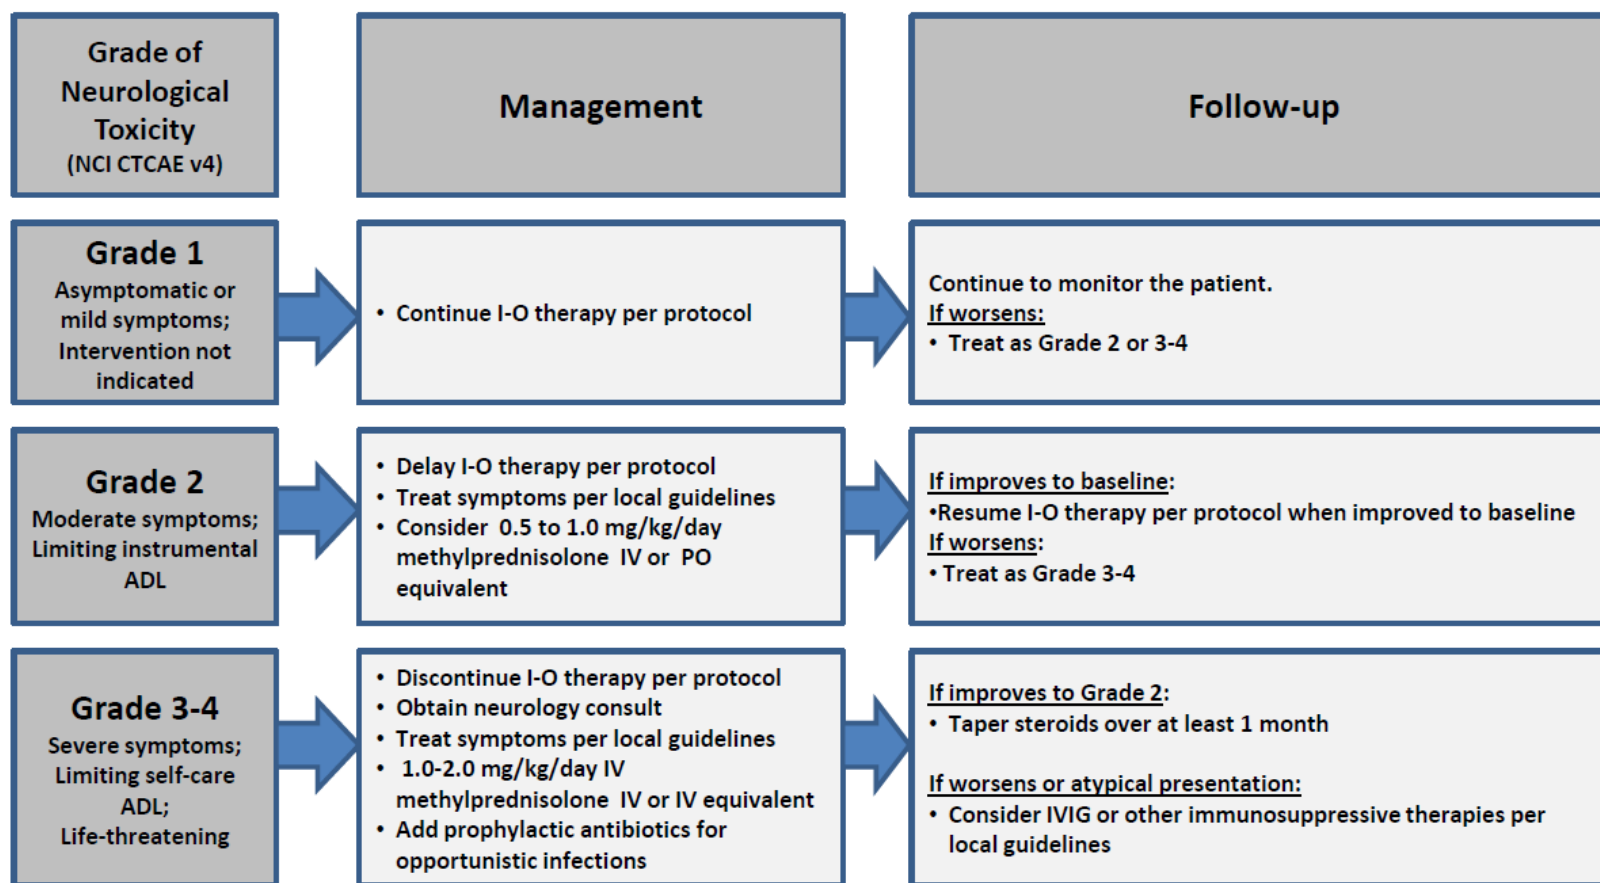 Grade of
Neurological
Toxicity
(NCI CTCAE v4)
Management
Follow-up
Grade 1
Asymptomatic or
mild symptoms;
Intervention not
indicated
• Continue I-O therapy per protocol
Continue to monitor the patient.
If worsens:
• Treat as Grade 2 or 3-4
Grade 2
Moderate symptoms;
Limiting instrumental
ADL
• Delay I-O therapy per protocol
• Treat symptoms per local guidelines
• Consider 0.5 to 1.0 mg/kg/day
methylprednisolone IV or PO
equivalent
If improves to baseline:
•Resume I-O therapy per protocol when improved to baseline
If worsens:
• Treat as Grade 3-4
Grade 3-4
Severe symptoms;
Limiting self-care
ADL;
Life-threatening
• Discontinue I-O therapy per protocol
• Obtain neurology consult
• Treat symptoms per local guidelines
• 1.0-2.0 mg/kg/day IV
methylprednisolone IV or IV equivalent
• Add prophylactic antibiotics for
opportunistic infections
If improves to Grade 2:
• Taper steroids over at least 1 month
If worsens or atypical presentation:
• Consider IVIG or other immunosuppressive therapies per
local guidelines